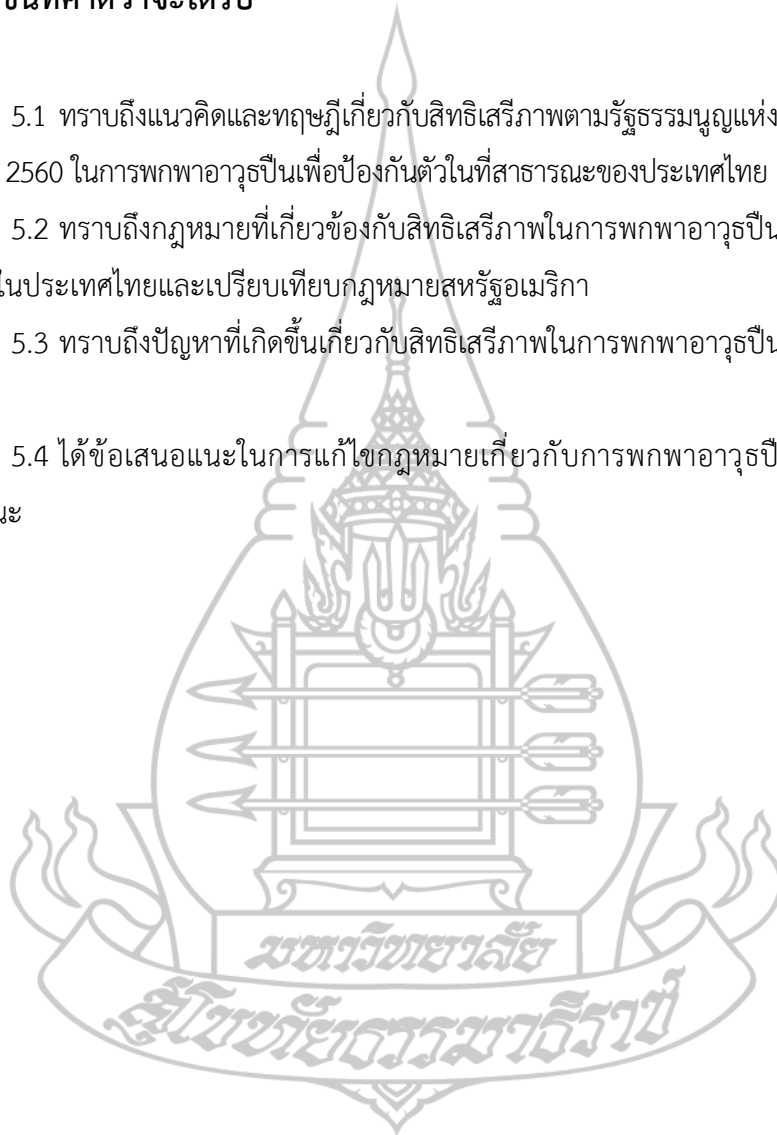 5.1 ทราบถึงแนวคิดและทฤษฎีเกี่ยวกับสิทธิเสรีภาพตามรัฐธรรมนูญแห่ง
2560 ในการพกพาอาวุธปืนเพื่อป้องกันตัวในที่สาธารณะของประเทศไทย
5.2 ทราบถึงกฎหมายที่เกี่ยวข้องกับสิทธิเสรีภาพในการพกพาอาวุธปืน
ในประเทศไทยและเปรียบเทียบกฎหมายสหรัฐอเมริกา
5.3 ทราบถึงปัญหาที่เกิดขึ้นเกี่ยวกับสิทธิเสรีภาพในการพกพาอาวุธปืน
5.4 ได้ข้อเสนอแนะในการแก้ไขกฎหมายเกี่ยวกับการพกพาอาวุธปื
นะ
มหาวิทยาลัย
สุโขทัยธรรมาธิราช